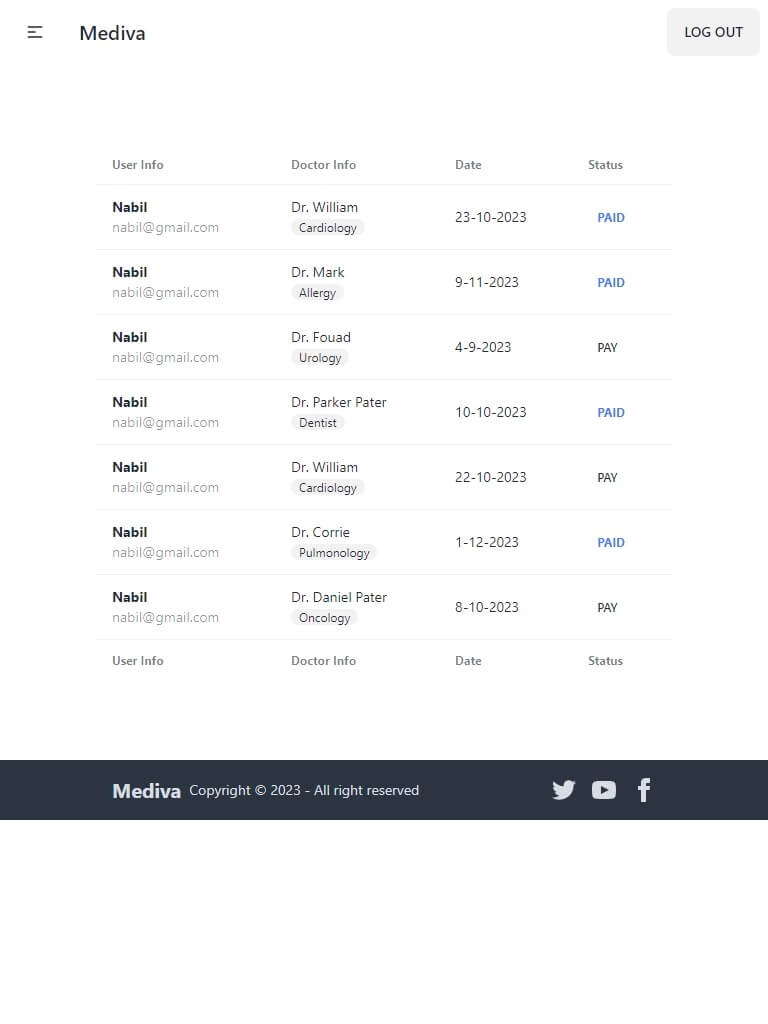 Mediva LOG OUT
User Info Doctor Info Date Status
Nabil Dr. William
23-10-2023 PAID
nabil@gmail.com Cardiology
Nabil Dr. Mark
9-11-2023 PAID
nabil@gmail.com Allergy
Nabil Dr. Fouad
4-9-2023 PAY
nabil@gmail.com Urology
Nabil Dr. Parker Pater
10-10-2023 PAID
nabil@gmail.com Dentist
Nabil Dr. William
22-10-2023 PAY
nabil@gmail.com Cardiology
Nabil Dr. Corrie
1-12-2023 PAID
nabil@gmail.com Pulmonology
Nabil Dr. Daniel Pater
8-10-2023 PAY
nabil@gmail.com Oncology
User Info Doctor Info Date Status
Mediva Copyright © 2023 - All right reserved